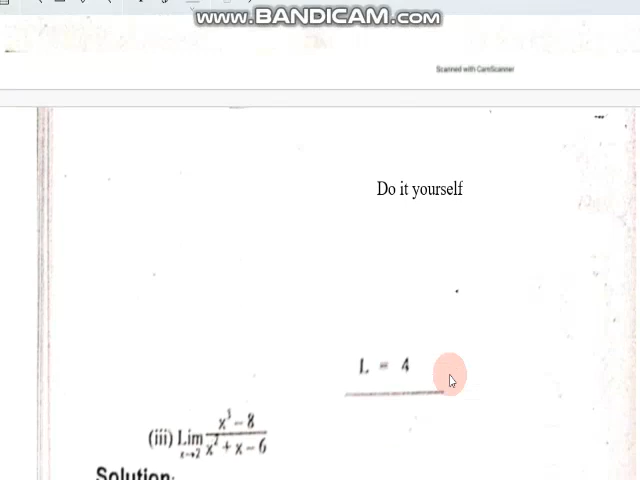 www.BANDICAM.com
Scanned with CamScanner
Do it yourself
L = 4
(iii) Lim x→2 x³ − 8 / x² + x − 6
Solution: